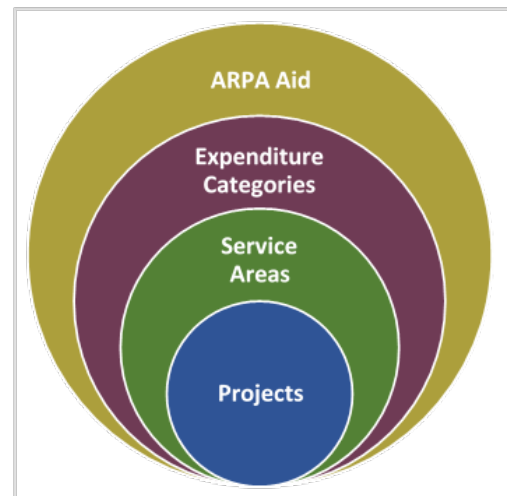 ARPA Aid
Expenditure
Categories
Service
Areas
Projects